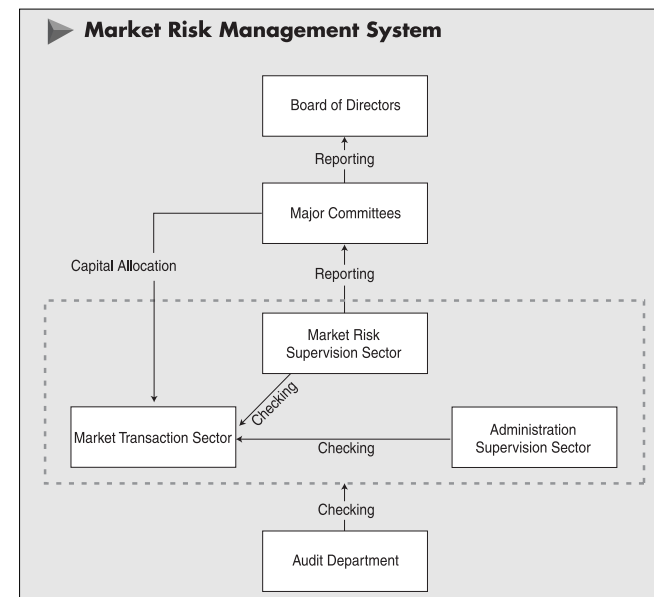 Market Risk Management System
Board of Directors
Reporting
Major Committees
Capital Allocation
Reporting
Market Risk
Supervision Sector
Checking
Market Transaction Sector
Checking
Administration
Supervision Sector
Checking
Audit Department